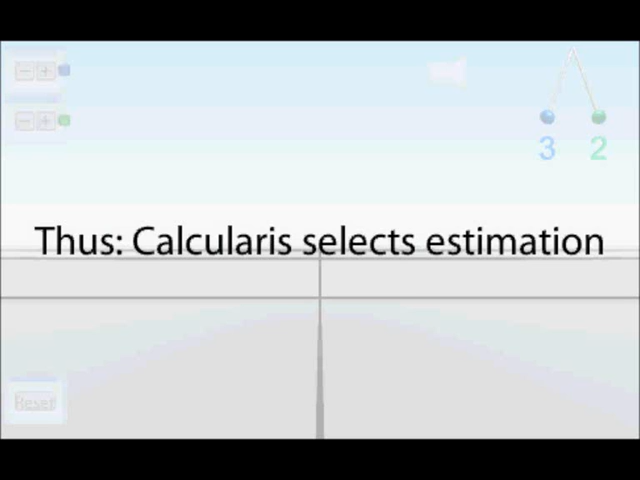 − +
− +
3 2
Thus: Calcularis selects estimation
Reset